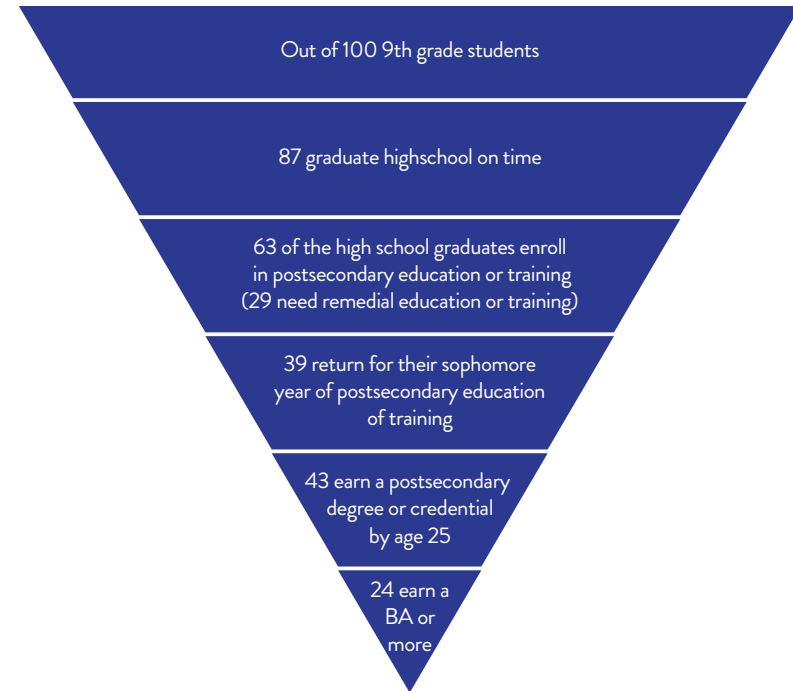 Out of 100 9th grade students
87 graduate highschool on time
63 of the high school graduates enroll
in postsecondary education or training
(29 need remedial education or training)
39 return for their sophomore
year of postsecondary education
of training
43 earn a postsecondary
degree or credential
by age 25
24 earn a
BA or
more